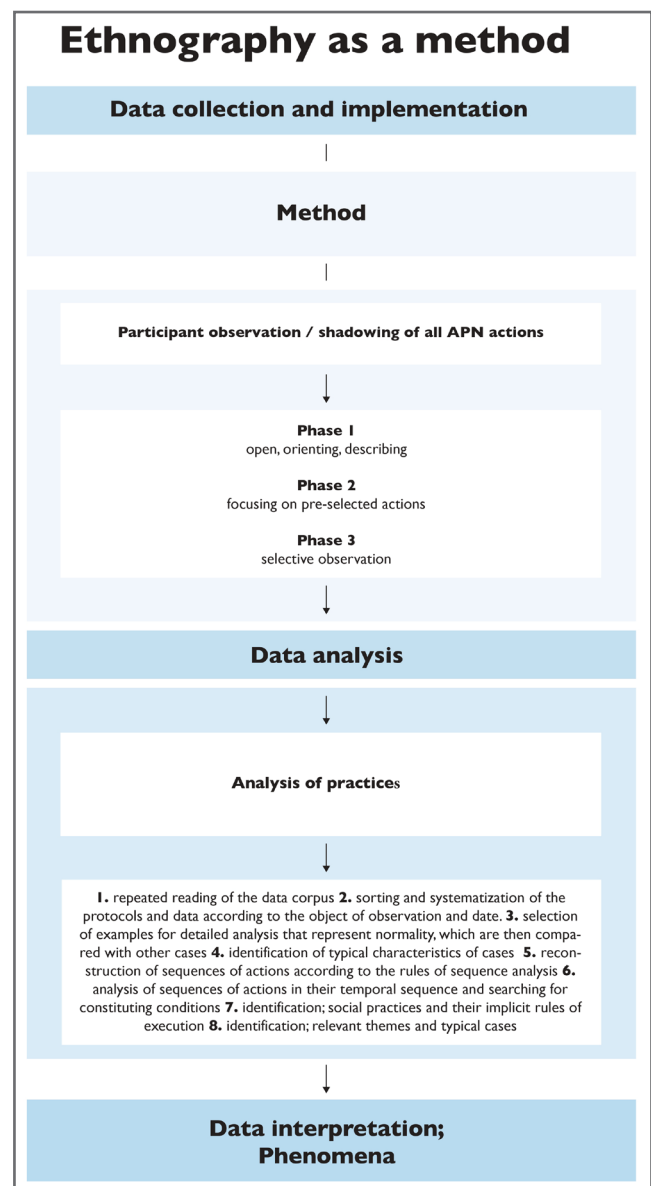 Ethnography as a method
Data collection and implementation
Method
Participant observation / shadowing of all APN actions
Phase 1
open, orienting, describing
Phase 2
focusing on pre-selected actions
Phase 3
selective observation
Data analysis
Analysis of practices
1. repeated reading of the data corpus 2. sorting and systematization of the
protocols and data according to the object of observation and date. 3. selection
of examples for detailed analysis that represent normality, which are then compa-
red with other cases 4. identification of typical characteristics of cases 5. recon-
struction of sequences of actions according to the rules of sequence analysis 6.
analysis of sequences of actions in their temporal sequence and searching for
constituting conditions 7. identification; social practices and their implicit rules of
execution 8. identification; relevant themes and typical cases
Data interpretation;
Phenomena